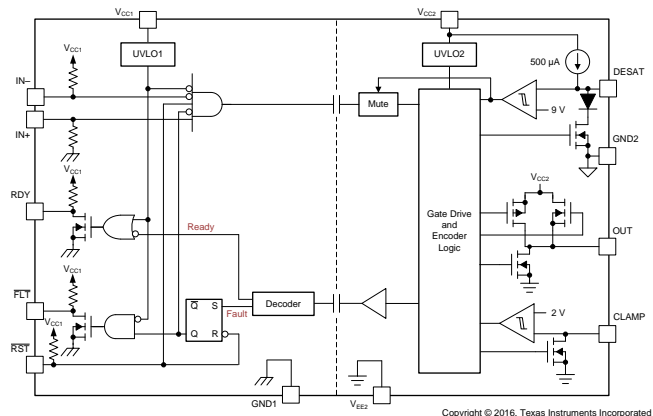 VCC1
VCC2
UVLO1
UVLO2
500 µA
DESAT
VCC1
IN–
Mute
9 V
IN+
GND2
VCC1
VCC2
RDY
Ready
Gate Drive
and
Encoder
Logic
OUT
VCC1
FLT
Q S
Fault
Decoder
2 V
CLAMP
VCC1
Q R
RST
GND1
VEE2
Copyright © 2016, Texas Instruments Incorporated